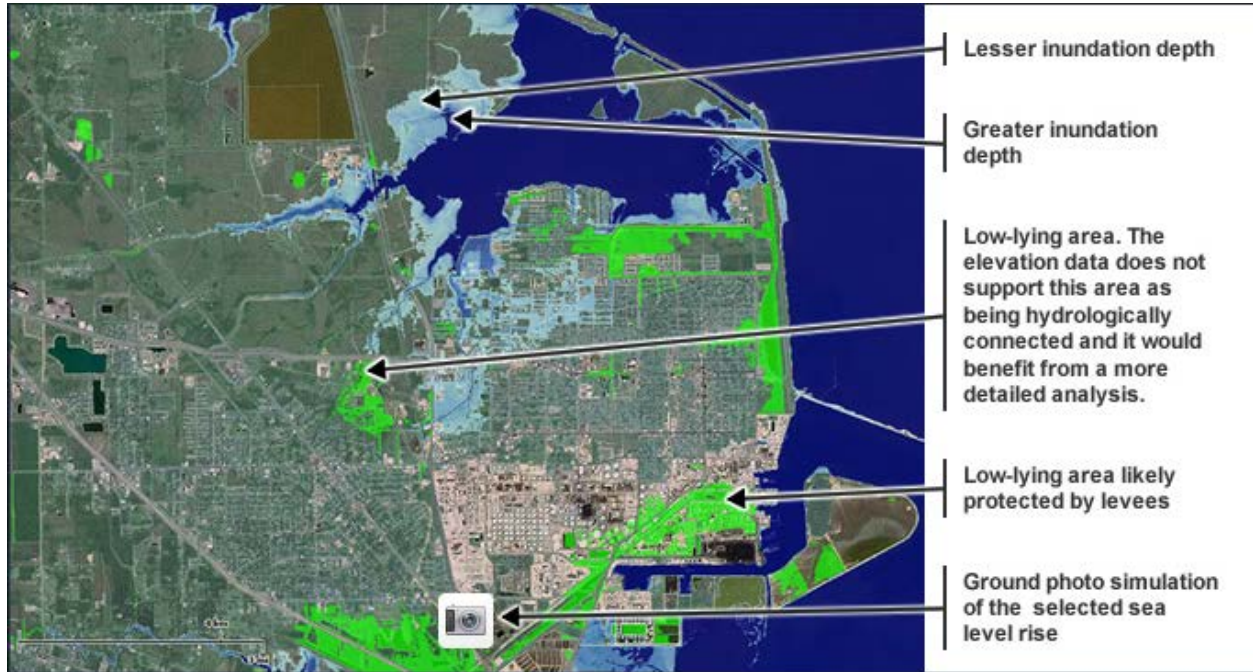 Lesser inundation depth
Greater inundation
depth
Low-lying area. The
elevation data does not
support this area as
being hydrologically
connected and it would
benefit from a more
detailed analysis.
Low-lying area likely
protected by levees
Ground photo simulation
of the selected sea
level rise